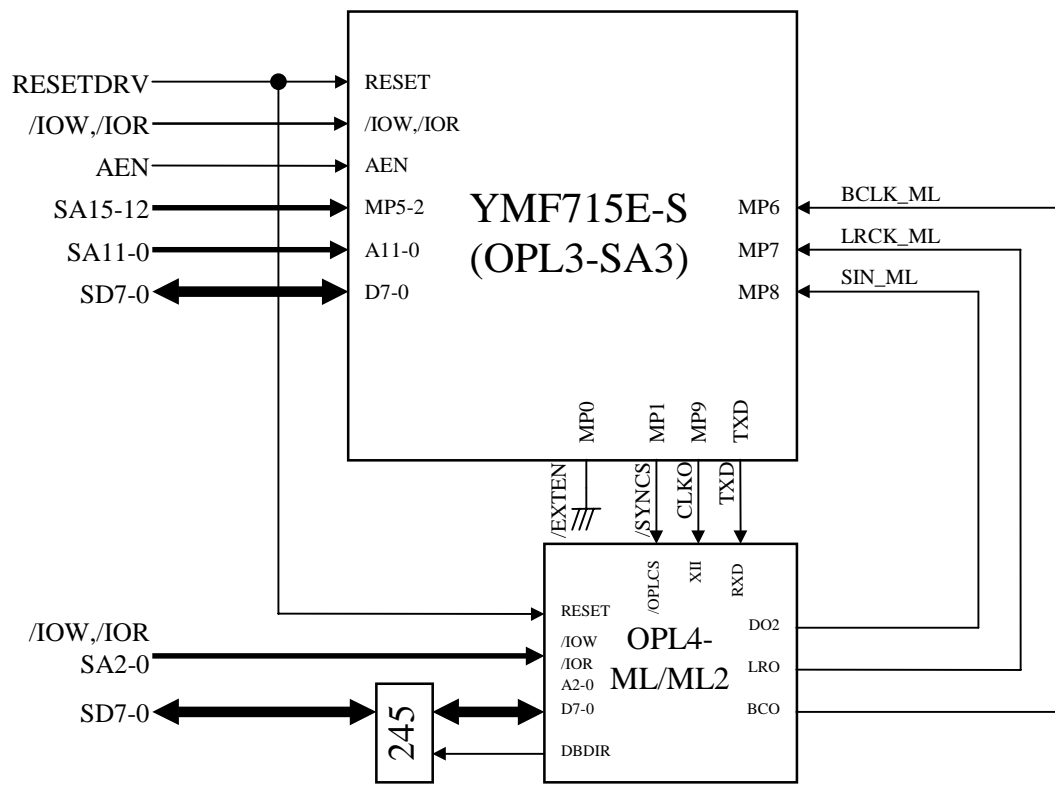 RESETDRV
RESET
/IOW,/IOR
/IOW,/IOR
AEN
AEN
SA15-12
MP5-2
SA11-0
A11-0
SD7-0
D7-0
YMF715E-S
(OPL3-SA3)
MP6
BCLK_ML
MP7
LRCK_ML
MP8
SIN_ML
MP0
MP1
MP9
TXD
/EXTEN
/SYNCS
CLKO
TXD
/OPLCS
XII
RXD
RESET
/IOW
/IOR
A2-0
D7-0
DBDIR
OPL4-
ML/ML2
DO2
LRO
BCO
/IOW,/IOR
SA2-0
SD7-0
245